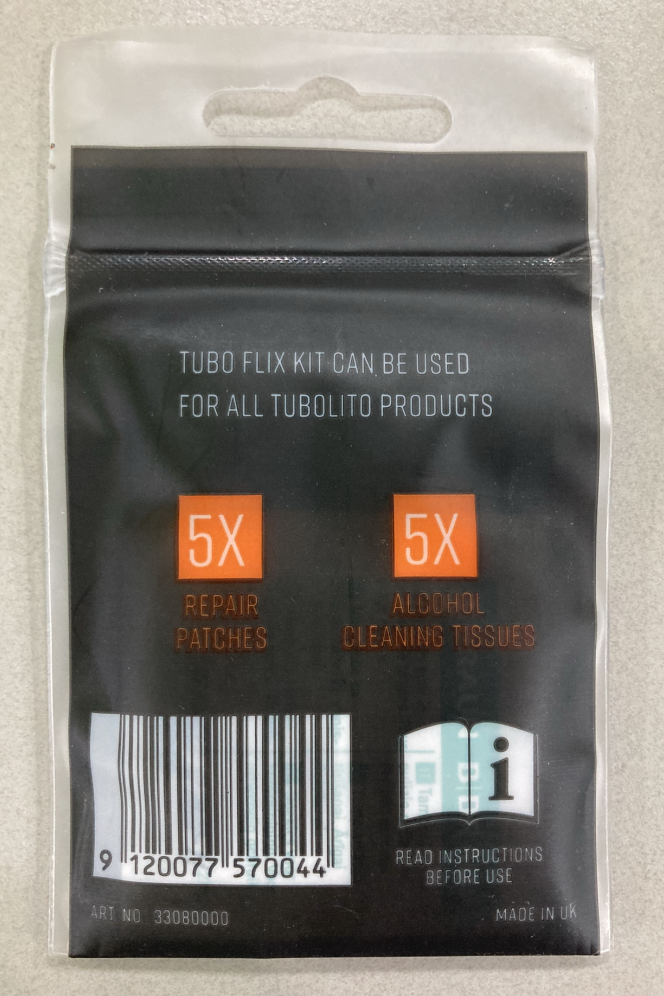 TUBO FLIX KIT CAN BE USED
FOR ALL TUBOLITO PRODUCTS
5X
REPAIR
PATCHES
5X
ALCOHOL
CLEANING TISSUES
9 120077 570044
i
READ INSTRUCTIONS
BEFORE USE
ART NO. 33080000
MADE IN UK